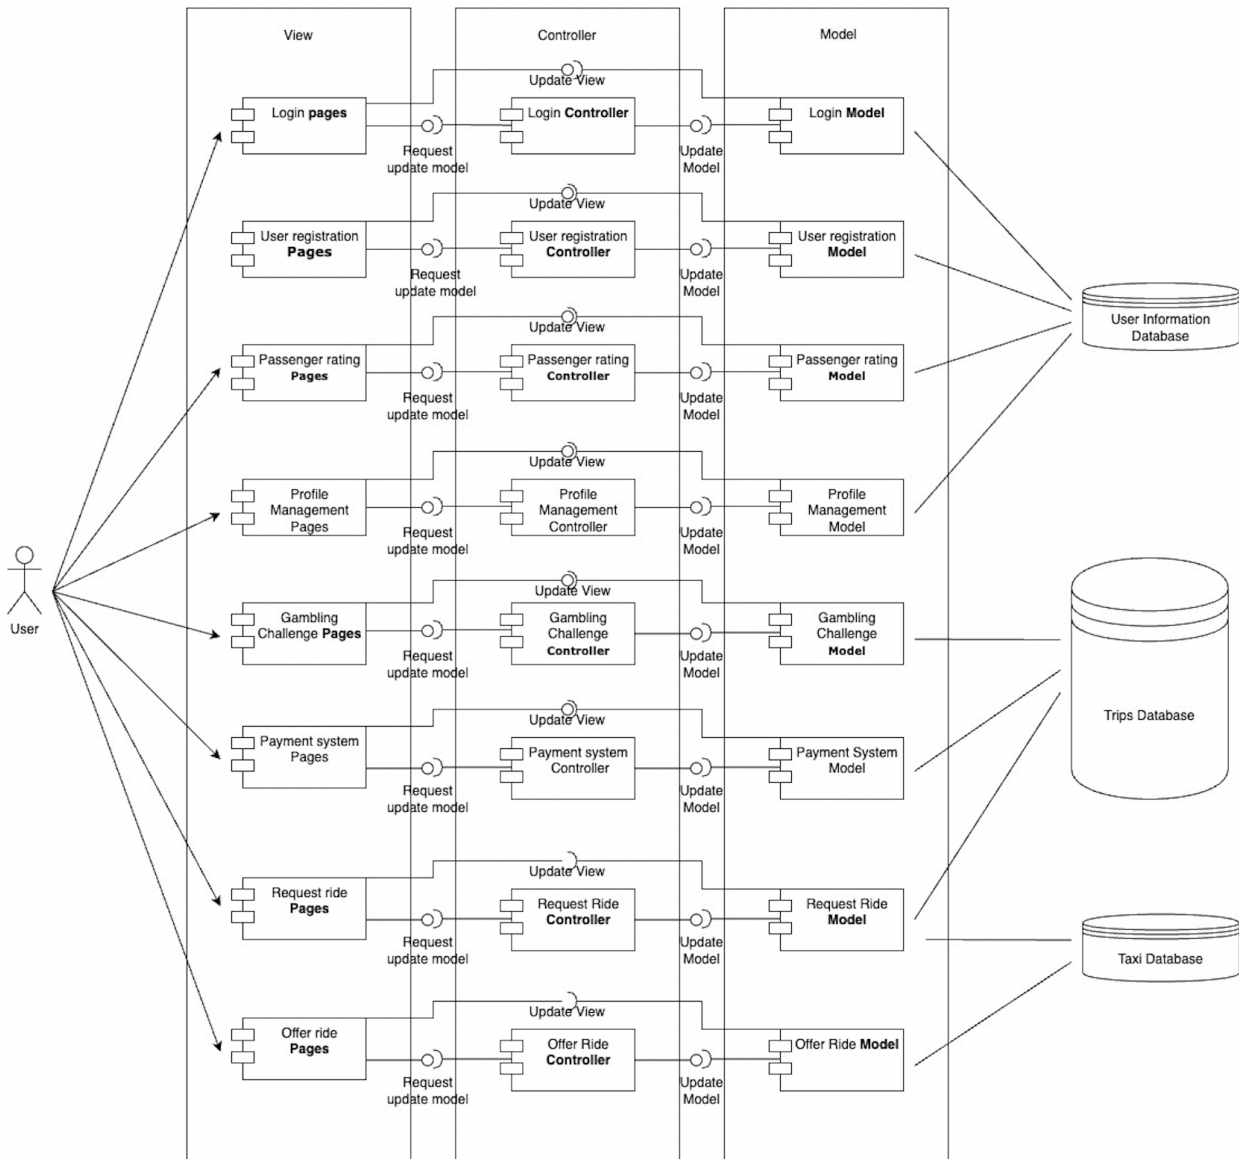 View
Controller
Model
Update View
Login pages
Login Controller
Login Model
Request
update model
Update
Model
Update View
User registration
Pages
User registration
Controller
User registration
Model
Request
update model
Update
Model
User Information
Database
Update View
Passenger rating
Pages
Passenger rating
Controller
Passenger rating
Model
Request
update model
Update
Model
Update View
Profile
Management
Pages
Profile
Management
Controller
Profile
Management
Model
Request
update model
Update
Model
User
Update View
Gambling
Challenge Pages
Gambling
Challenge
Controller
Gambling
Challenge
Model
Request
update model
Update
Model
Trips Database
Update View
Payment system
Pages
Payment system
Controller
Payment System
Model
Request
update model
Update
Model
Update View
Request ride
Pages
Request Ride
Controller
Request Ride
Model
Request
update model
Update
Model
Taxi Database
Update View
Offer ride
Pages
Offer Ride
Controller
Offer Ride Model
Request
update model
Update
Model